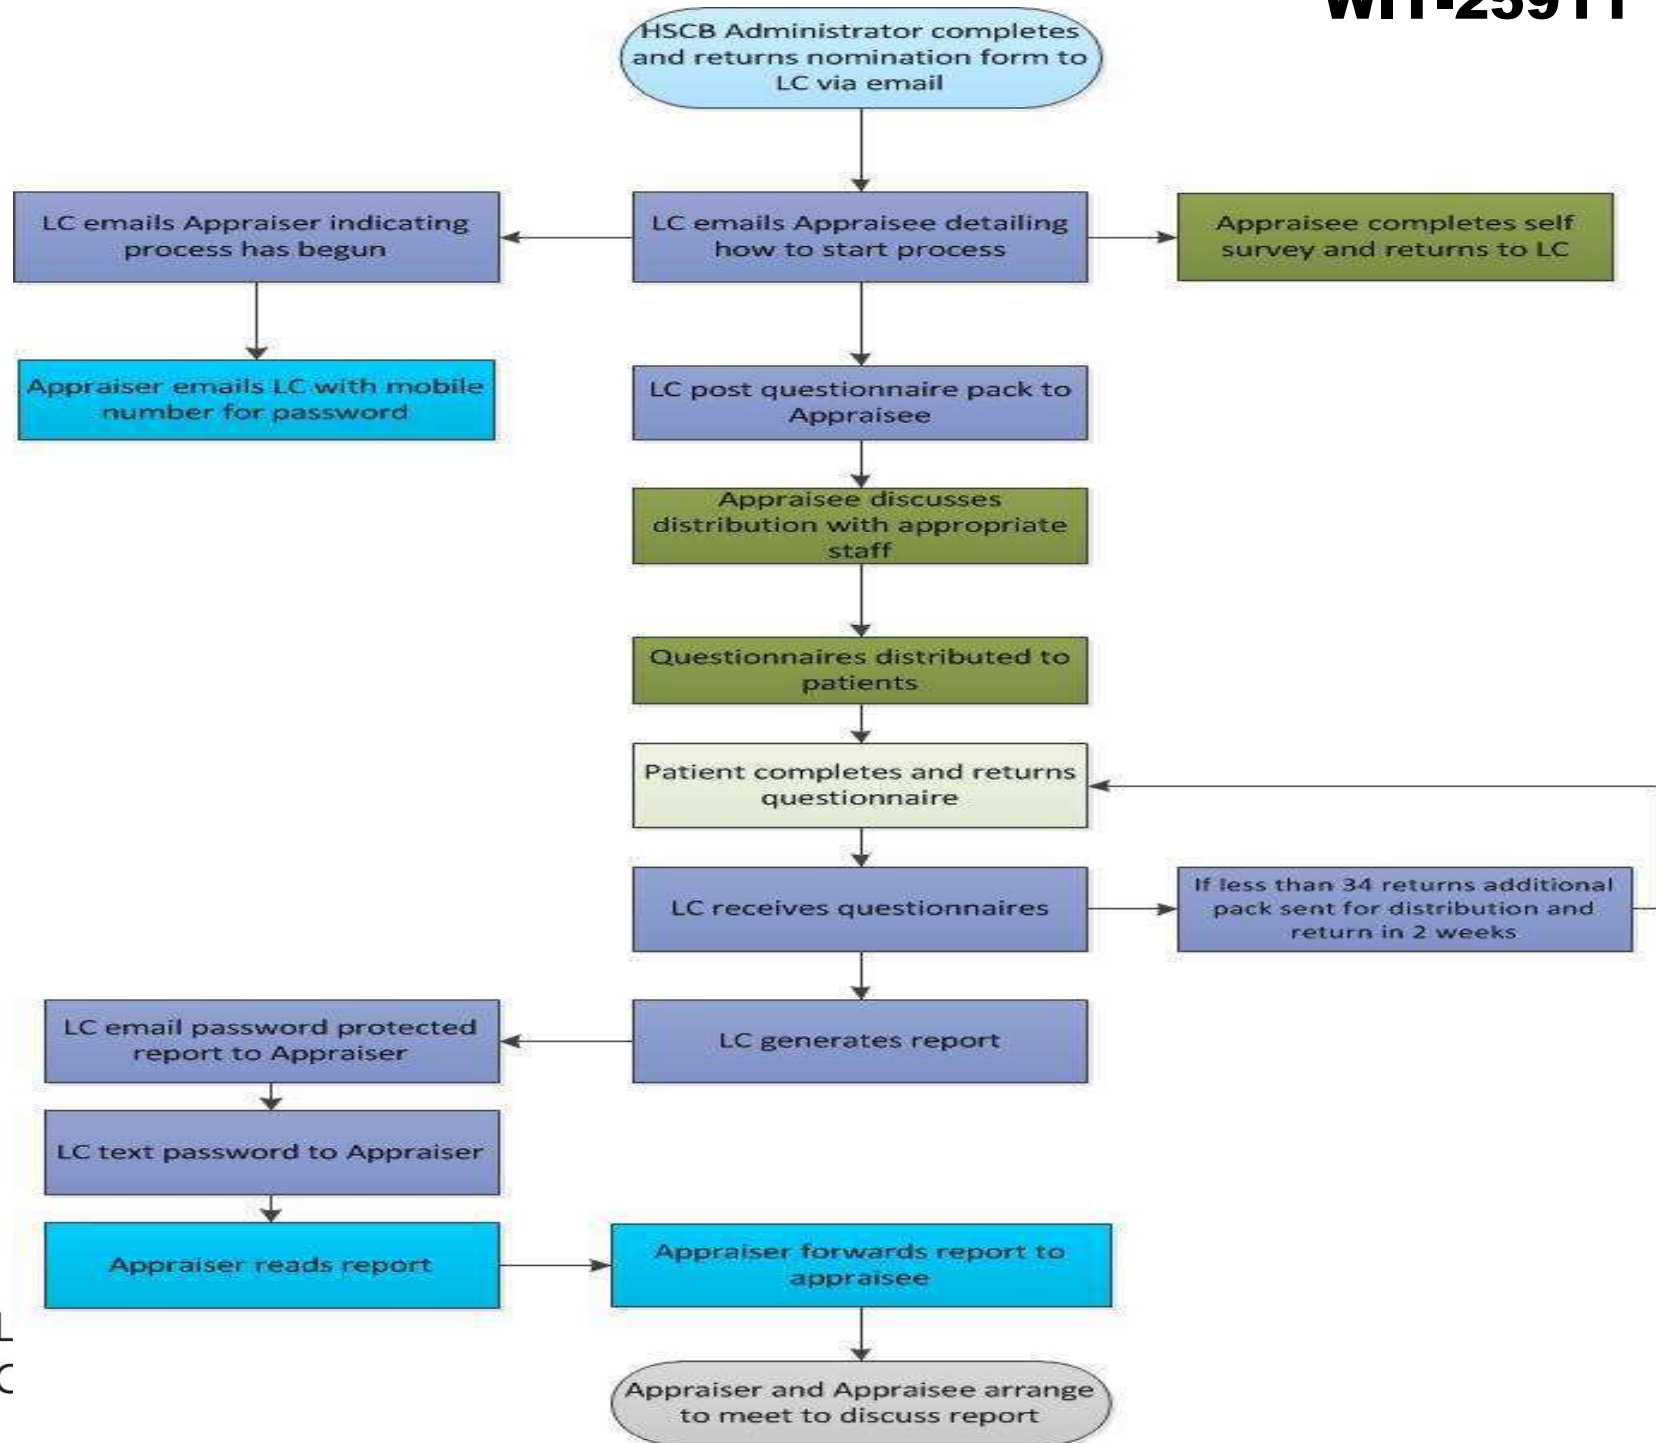 WIT-25911
HSCB Administrator completes
and returns nomination form to
LC via email
LC emails Appraiser indicating
process has begun
LC emails Appraisee detailing
how to start process
Appraisee completes self
survey and returns to LC
Appraiser emails LC with mobile
number for password
LC post questionnaire pack to
Appraisee
Appraisee discusses
distribution with appropriate
staff
Questionnaires distributed to
patients
Patient completes and returns
questionnaire
LC receives questionnaires
If less than 34 returns additional
pack sent for distribution and
return in 2 weeks
LC email password protected
report to Appraiser
LC generates report
LC text password to Appraiser
Appraiser reads report
Appraiser forwards report to
appraisee
Appraiser and Appraisee arrange
to meet to discuss report